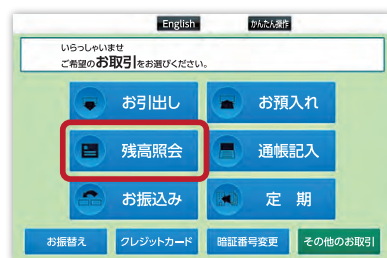 English かんたん操作
いらっしゃいませ
ご希望のお取引をお選びください。
お引出し お預入れ
残高照会 通帳記入
お振込み 定期
お振替え クレジットカード 暗証番号変更 その他のお取引